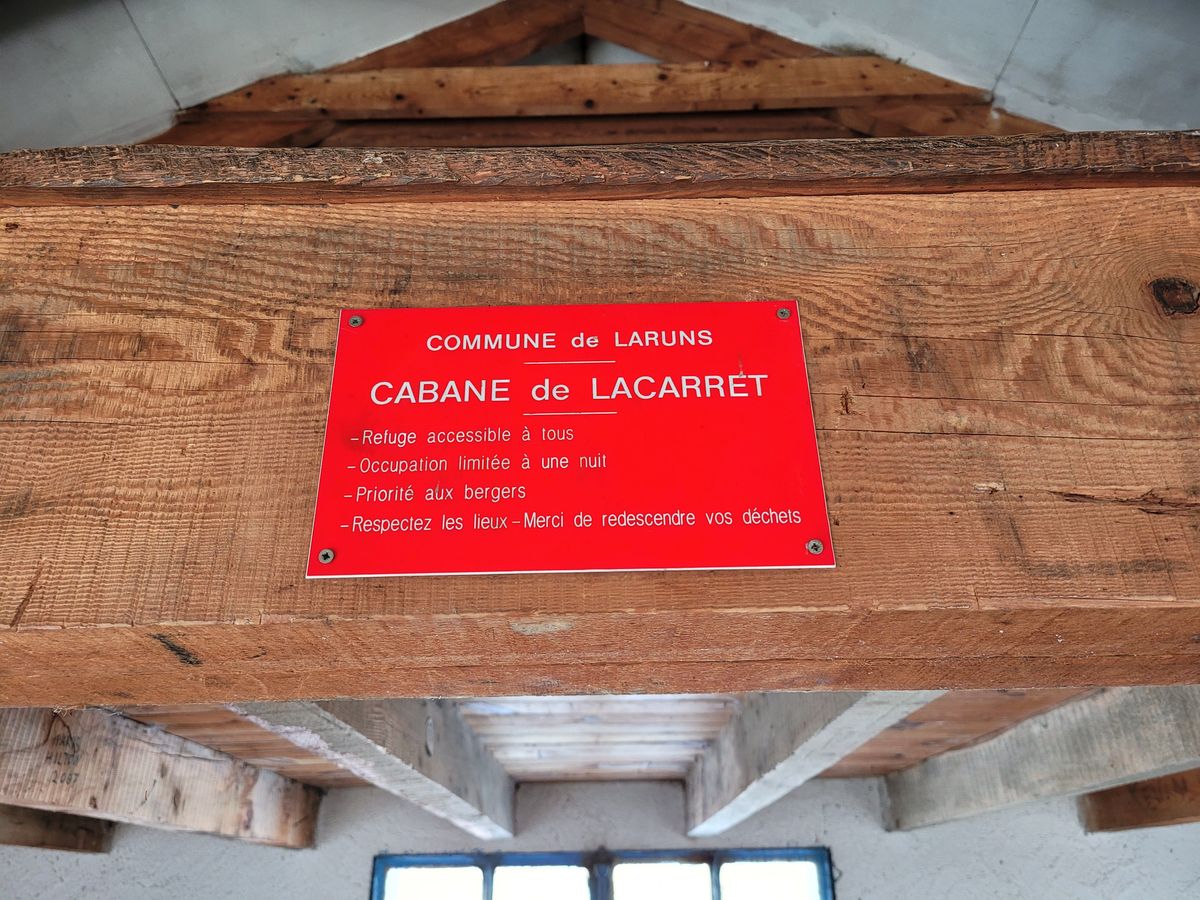 COMMUNE de LARUNS
CABANE de LACARRET
– Refuge accessible à tous
– Occupation limitée à une nuit
– Priorité aux bergers
– Respectez les lieux – Merci de redescendre vos déchets